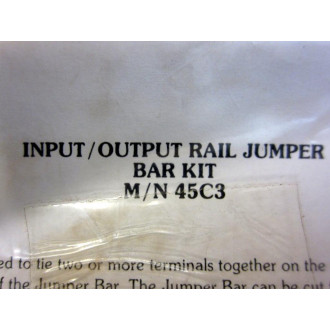 INPUT/OUTPUT RAIL JUMPER
BAR KIT
M/N 45C3
ed to tie two or more terminals together on the
of the Jumper Bar. The Jumper Bar can be cut